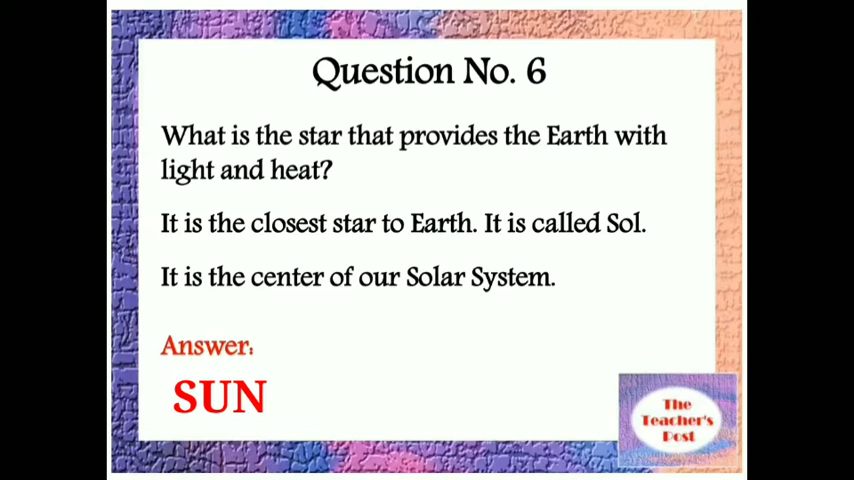 Question No. 6
What is the star that provides the Earth with
light and heat?
It is the closest star to Earth. It is called Sol.
It is the center of our Solar System.
Answer:
SUN
The
Teacher's
Post